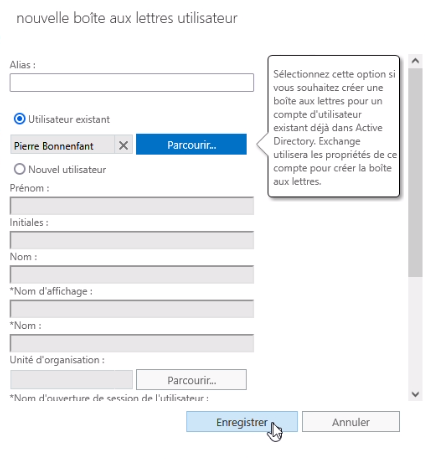 nouvelle boîte aux lettres utilisateur
Alias :
Utilisateur existant
Pierre Bonnenfant
Parcourir...
Nouvel utilisateur
Prénom :
Initiales :
Nom :
*Nom d'affichage :
*Nom :
Unité d'organisation :
Parcourir...
*Nom d'ouverture de session de l'utilisateur :
Sélectionnez cette option si
vous souhaitez créer une
boîte aux lettres pour un
compte d'utilisateur
existant déjà dans Active
Directory. Exchange
utilisera les propriétés de ce
compte pour créer la boîte
aux lettres.
Enregistrer
Annuler